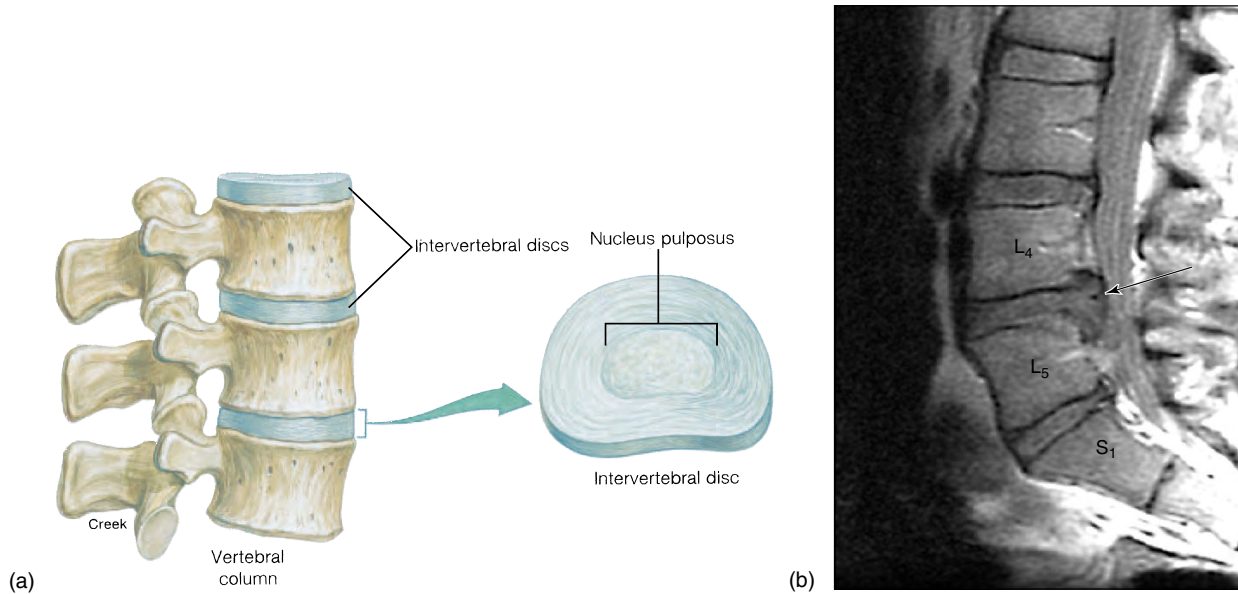 Intervertebral discs
Nucleus pulposus
Intervertebral disc
Creek
Vertebral
column
(a)
L4
L5
S1
(b)